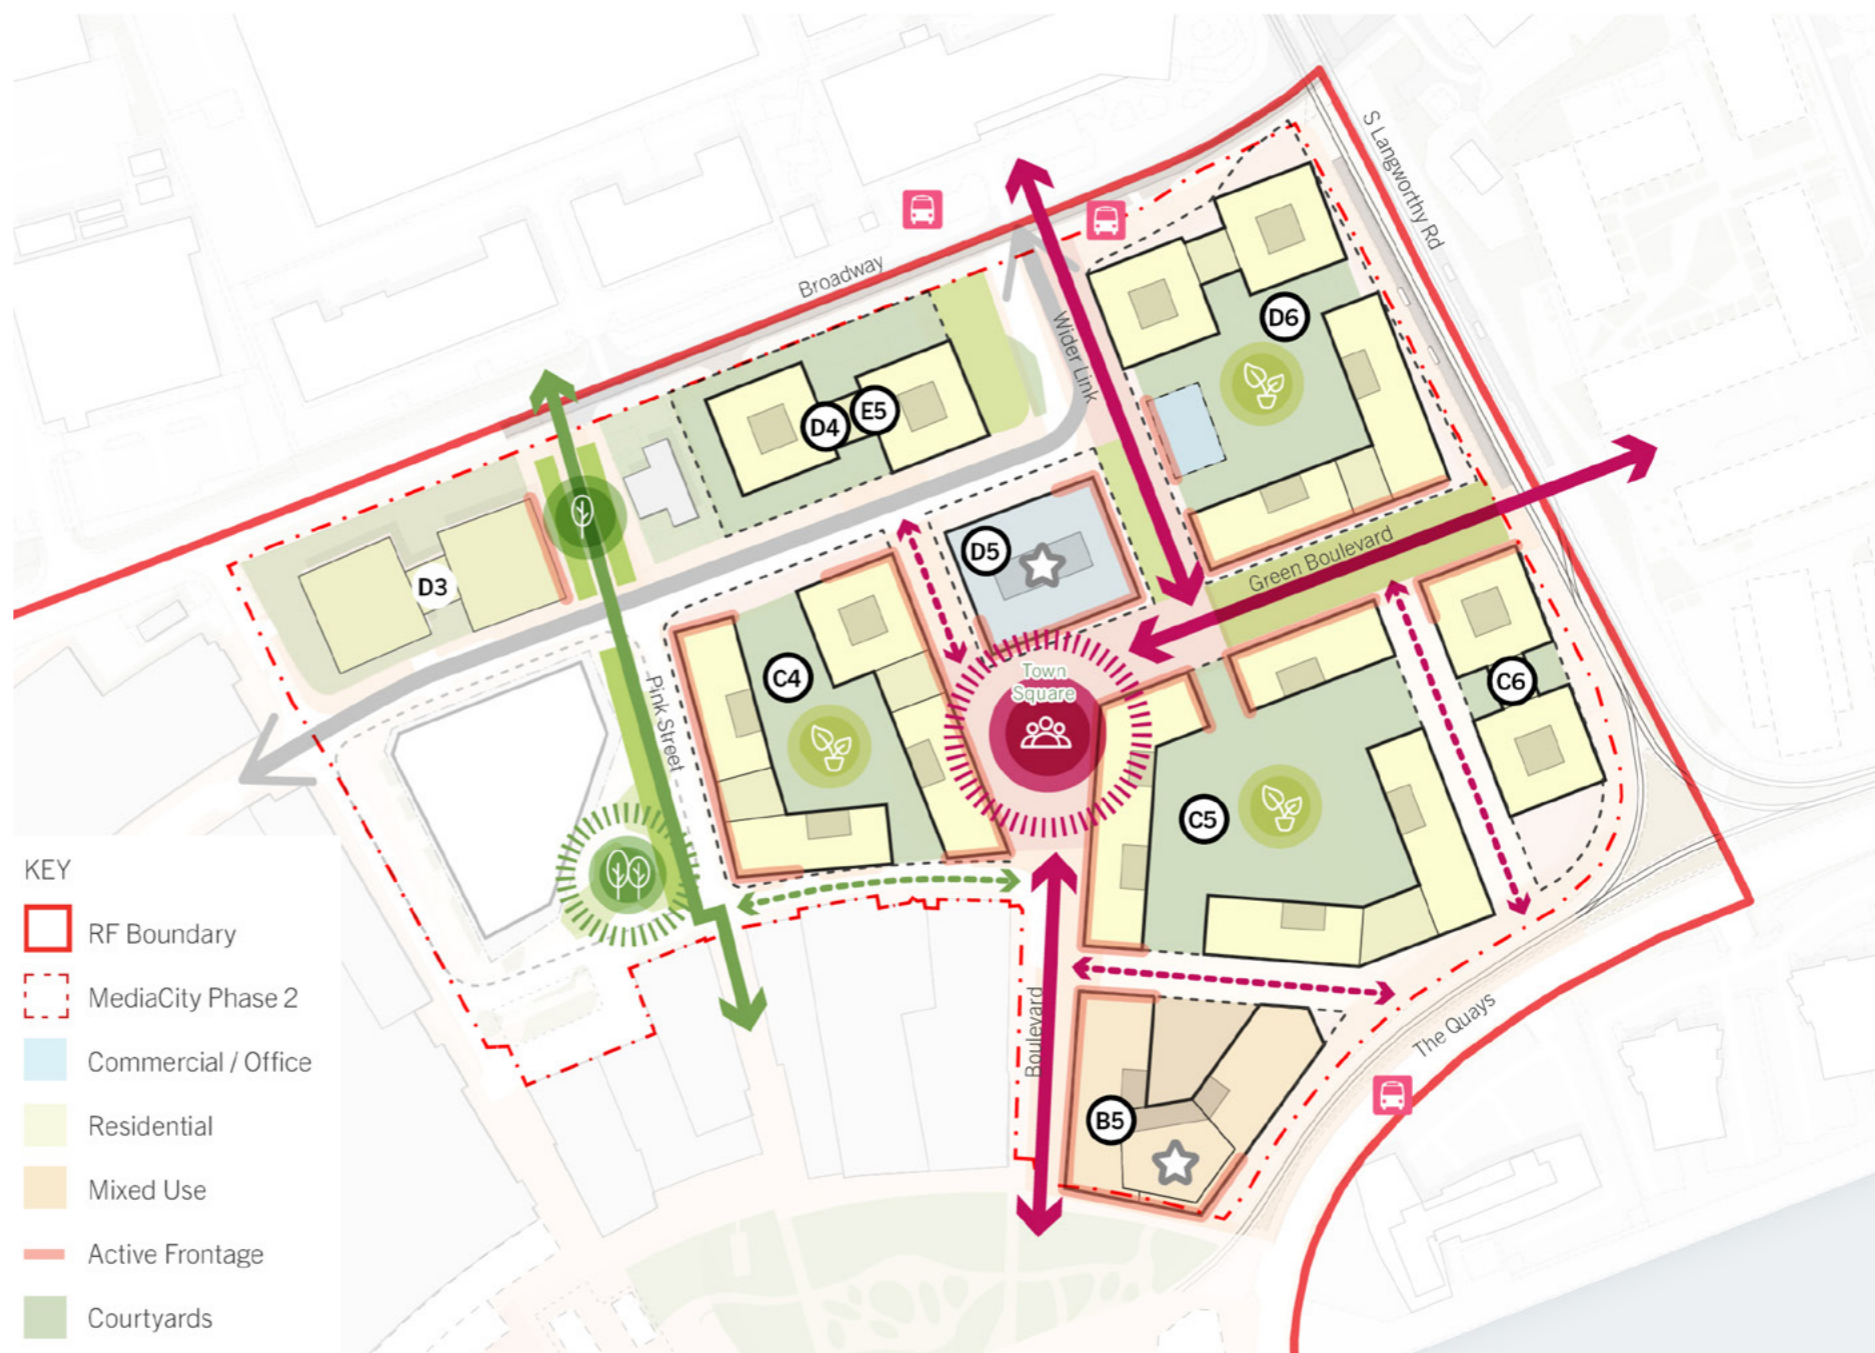 S Langworthy Rd
Broadway
Wider Link
D6
D4
E5
D5
Green Boulevard
D3
Town
Square
C4
C6
Pink Street
C5
Boulevard
The Quays
B5
KEY
RF Boundary
MediaCity Phase 2
Commercial / Office
Residential
Mixed Use
Active Frontage
Courtyards